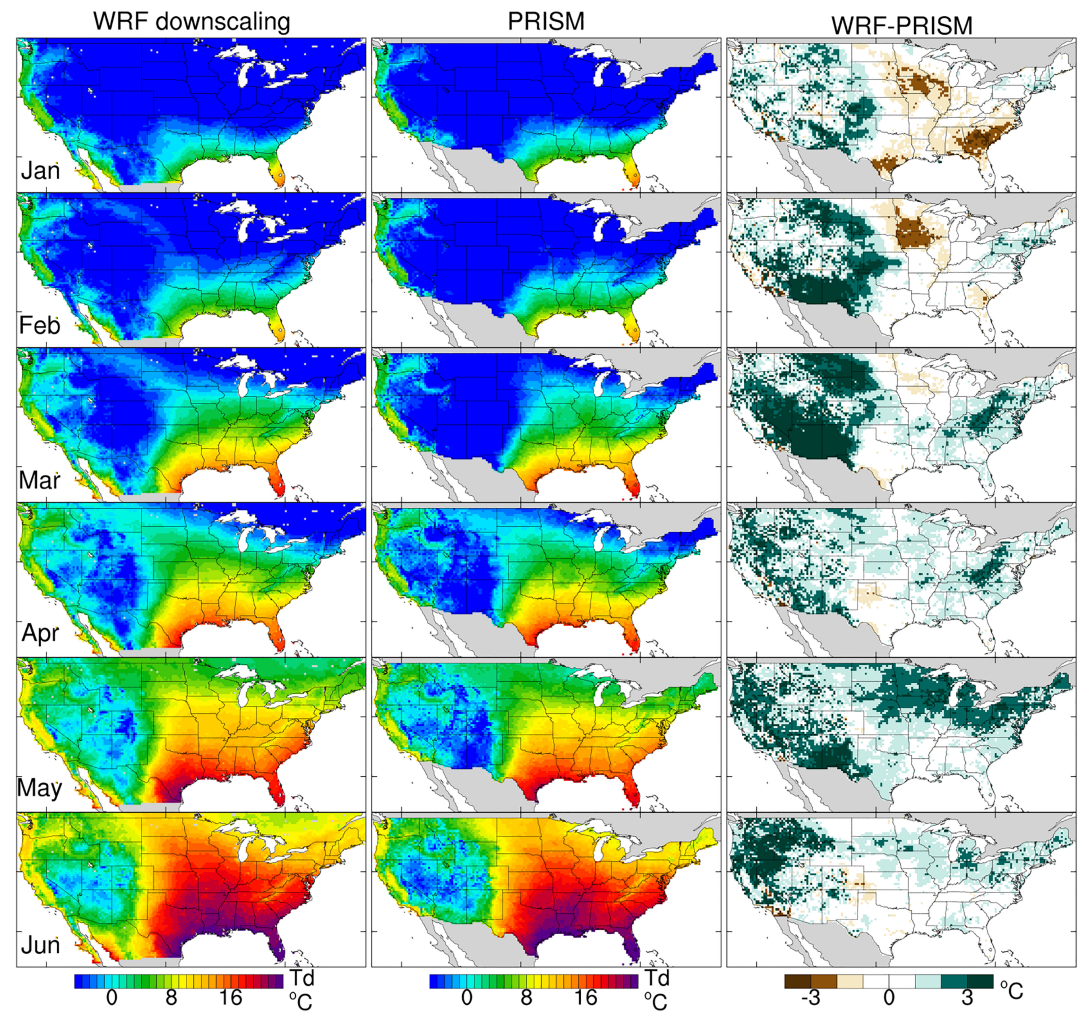 WRF downscaling PRISM WRF-PRISM
Jan
Feb
Mar
Apr
May
Jun
0 8 16 Td °C 0 8 16 Td °C -3 0 3 °C